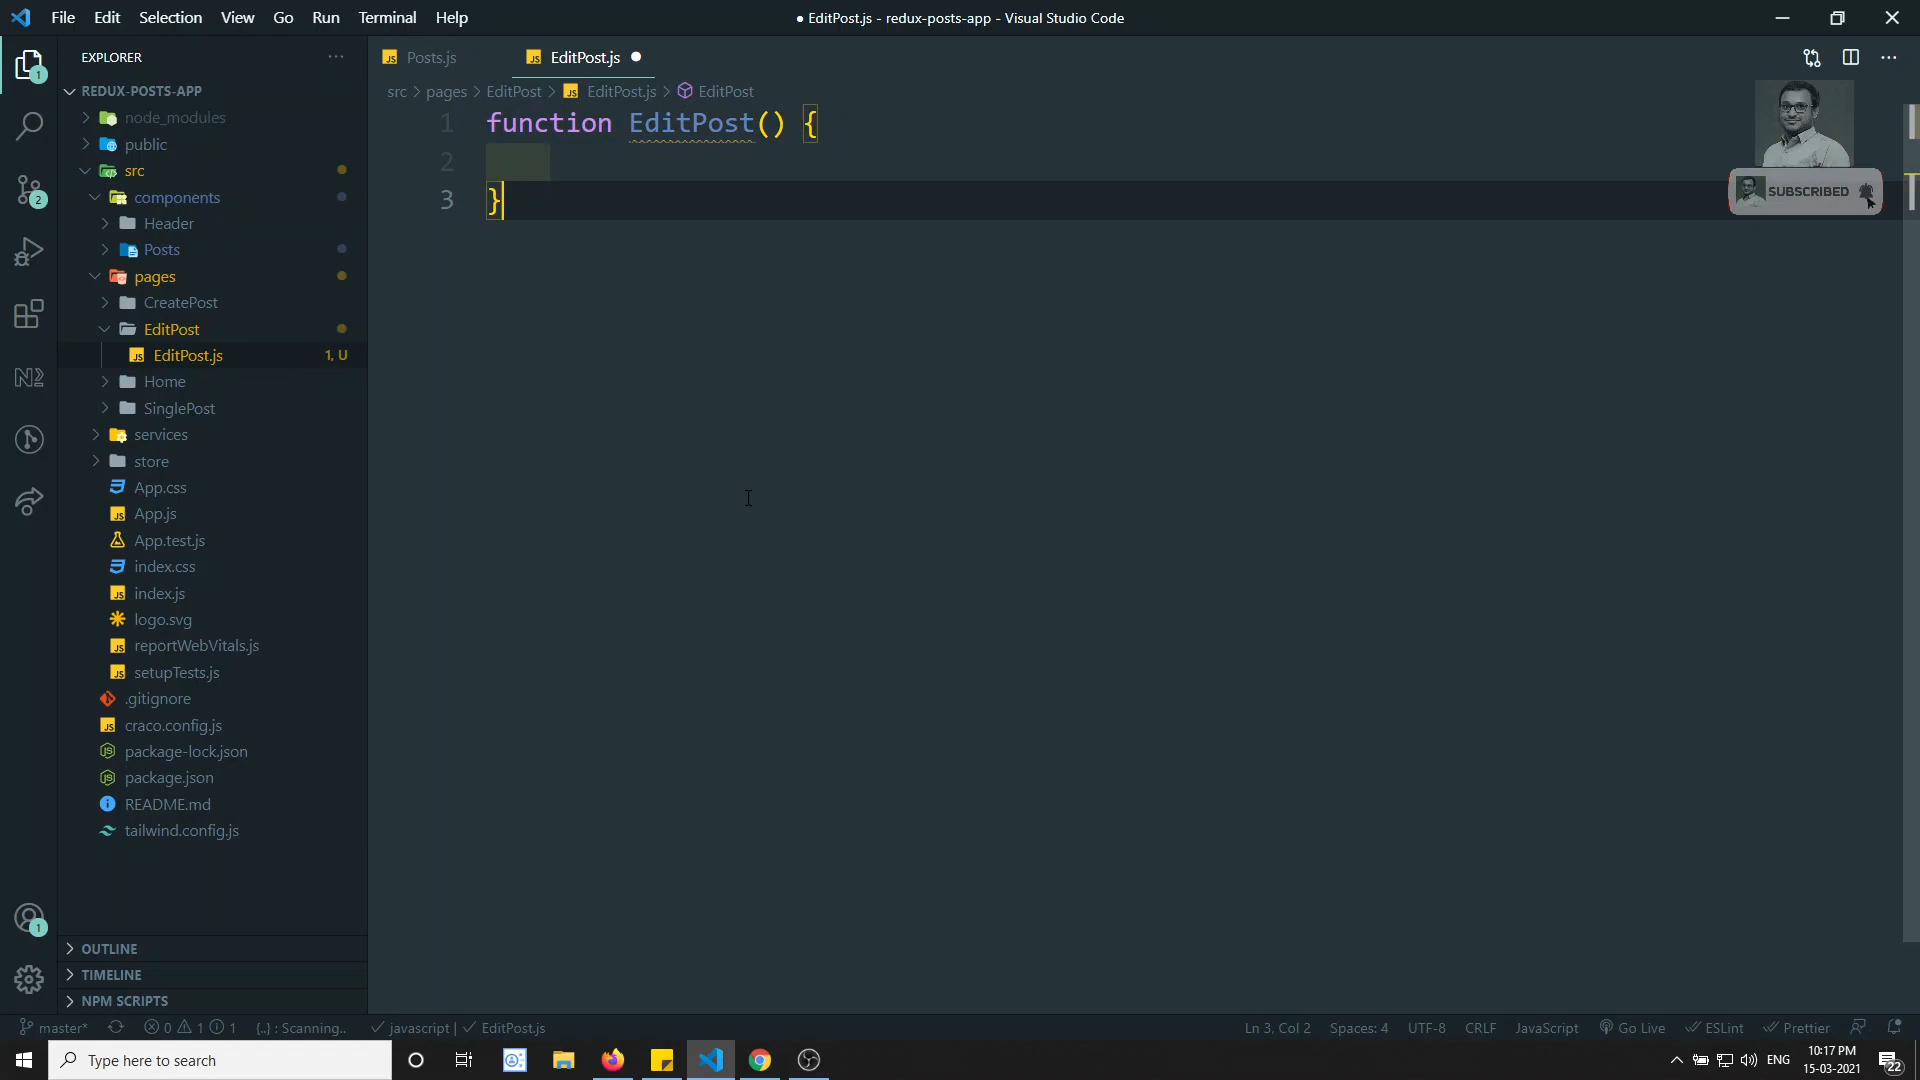 File Edit Selection View Go Run Terminal Help
● EditPost.js - redux-posts-app - Visual Studio Code
EXPLORER
REDUX-POSTS-APP
node_modules
public
src
components
Header
Posts
pages
CreatePost
EditPost
EditPost.js 1, U
Home
SinglePost
services
store
App.css
App.js
App.test.js
index.css
index.js
logo.svg
reportWebVitals.js
setupTests.js
.gitignore
craco.config.js
package-lock.json
package.json
README.md
tailwind.config.js
OUTLINE
TIMELINE
NPM SCRIPTS
1
2
1
Posts.js EditPost.js
src > pages > EditPost > EditPost.js > EditPost
1 function EditPost() {
2
3 }
SUBSCRIBED
master* 0 1 1 {..} : Scanning.. javascript | EditPost.js
Ln 3, Col 2 Spaces: 4 UTF-8 CRLF JavaScript Go Live ESLint Prettier
Type here to search
ENG
10:17 PM
15-03-2021
22